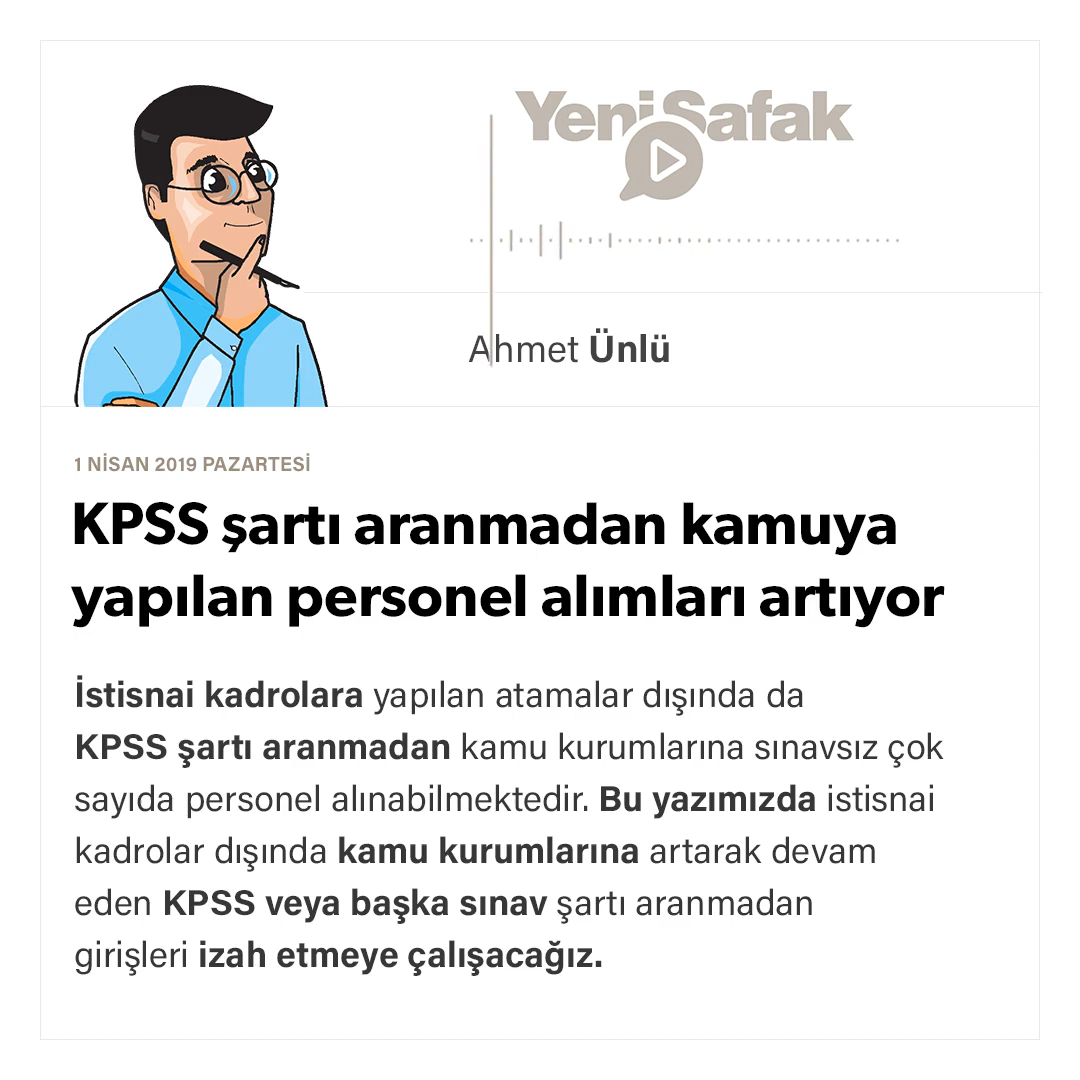 Yeni Şafak
Ahmet Ünlü
1 NİSAN 2019 PAZARTESİ
KPSS şartı aranmadan kamuya
yapılan personel alımları artıyor
İstisnai kadrolara yapılan atamalar dışında da
KPSS şartı aranmadan kamu kurumlarına sınavsız çok
sayıda personel alınabilmektedir. Bu yazımızda istisnai
kadrolar dışında kamu kurumlarına artarak devam
eden KPSS veya başka sınav şartı aranmadan
girişleri izah etmeye çalışacağız.